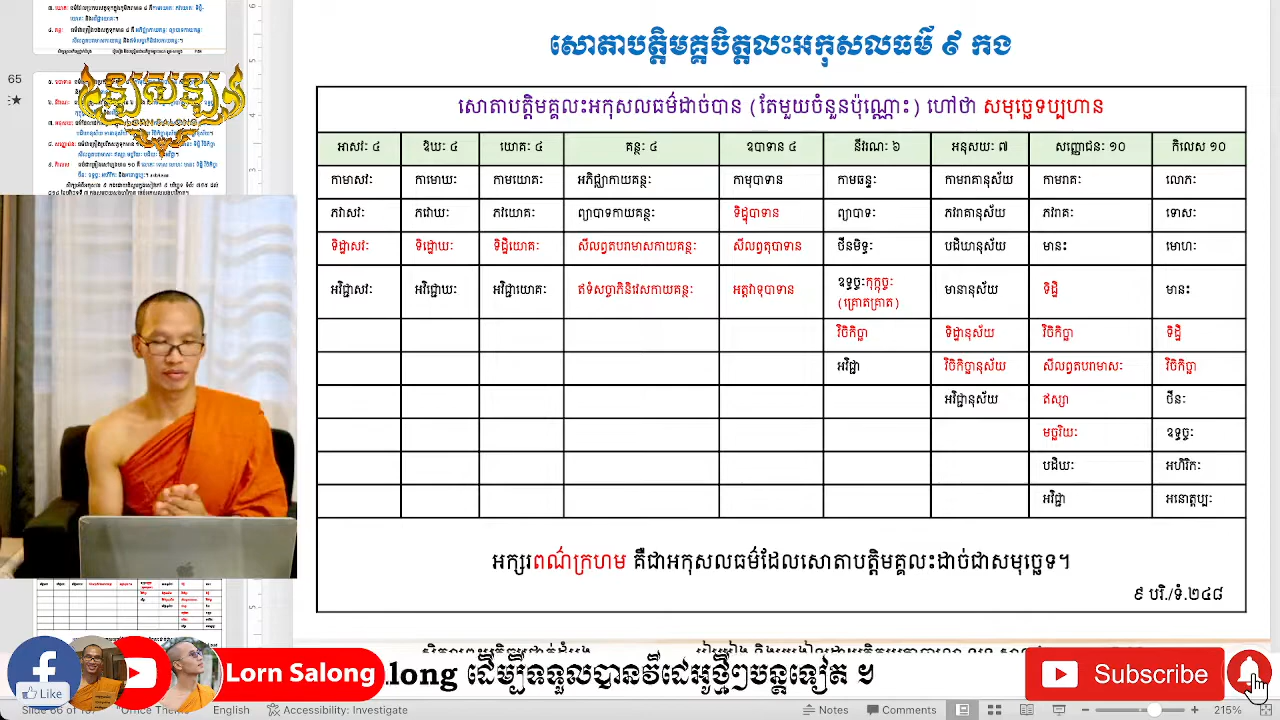 សោតាបត្តិមគ្គចិត្តលះអកុសលធម៌ ៩ កង
សោតាបត្តិមគ្គលះអកុសលធម៌ដាច់បាន (តែមួយចំនួនប៉ុណ្ណោះ) ហៅថា សមុច្ឆេទប្បហាន
អាសវៈ ៤ ឱឃៈ ៤ យោគៈ ៤ គន្ថៈ ៤ ឧបាទាន ៤ នីវរណៈ ៦ អនុសយៈ ៧ សញ្ញោជនៈ ១០ កិលេស ១០
កាមាសវៈ កាមោឃៈ កាមយោគៈ អភិជ្ឈាកាយគន្ថៈ កាមុបាទាន កាមច្ឆន្ទៈ កាមរាគានុស័យ កាមរាគៈ លោភៈ
ភវាសវៈ ភវោឃៈ ភវយោគៈ ព្យាបាទកាយគន្ថៈ ទិដ្ឋុបាទាន ព្យាបាទៈ ភវរាគានុស័យ ភវរាគៈ ទោសៈ
ទិដ្ឋាសវៈ ទិដ្ឋោឃៈ ទិដ្ឋិយោគៈ សីលព្វតបរាមាសកាយគន្ថៈ សីលព្វតុបាទាន ថីនមិទ្ធៈ បដិឃានុស័យ មានះ មោហៈ
អវិជ្ជាសវៈ អវិជ្ជោឃៈ អវិជ្ជាយោគៈ ឥទំសច្ចាភិនិវេសកាយគន្ថៈ អត្តវាទុបាទាន ឧទ្ធច្ចៈកុក្កុច្ចៈ (គ្រោតគ្រាត) មានានុស័យ ទិដ្ឋិ មានះ
វិចិកិច្ឆា ទិដ្ឋានុស័យ វិចិកិច្ឆា ទិដ្ឋិ
អវិជ្ជា វិចិកិច្ឆានុស័យ សីលព្វតបរាមាសៈ វិចិកិច្ឆា
អវិជ្ជានុស័យ ឥស្សា ថីនៈ
មច្ឆរិយៈ ឧទ្ធច្ចៈ
បដិឃៈ អហិរិកៈ
អវិជ្ជា អនោត្តប្បៈ
អក្សរពណ៌ក្រហម គឺជាអកុសលធម៌ដែលសោតាបត្តិមគ្គលះដាច់ជាសមុច្ឆេទ។
៩ បរិ./ទំ.២៤៨
65
Like
Lorn Salong
along ដើម្បីទទួលបានវីដេអូថ្មីៗបន្តទៀត ។
Subscribe
Office Theme
Accessibility: Investigate
Notes
Comments
215%